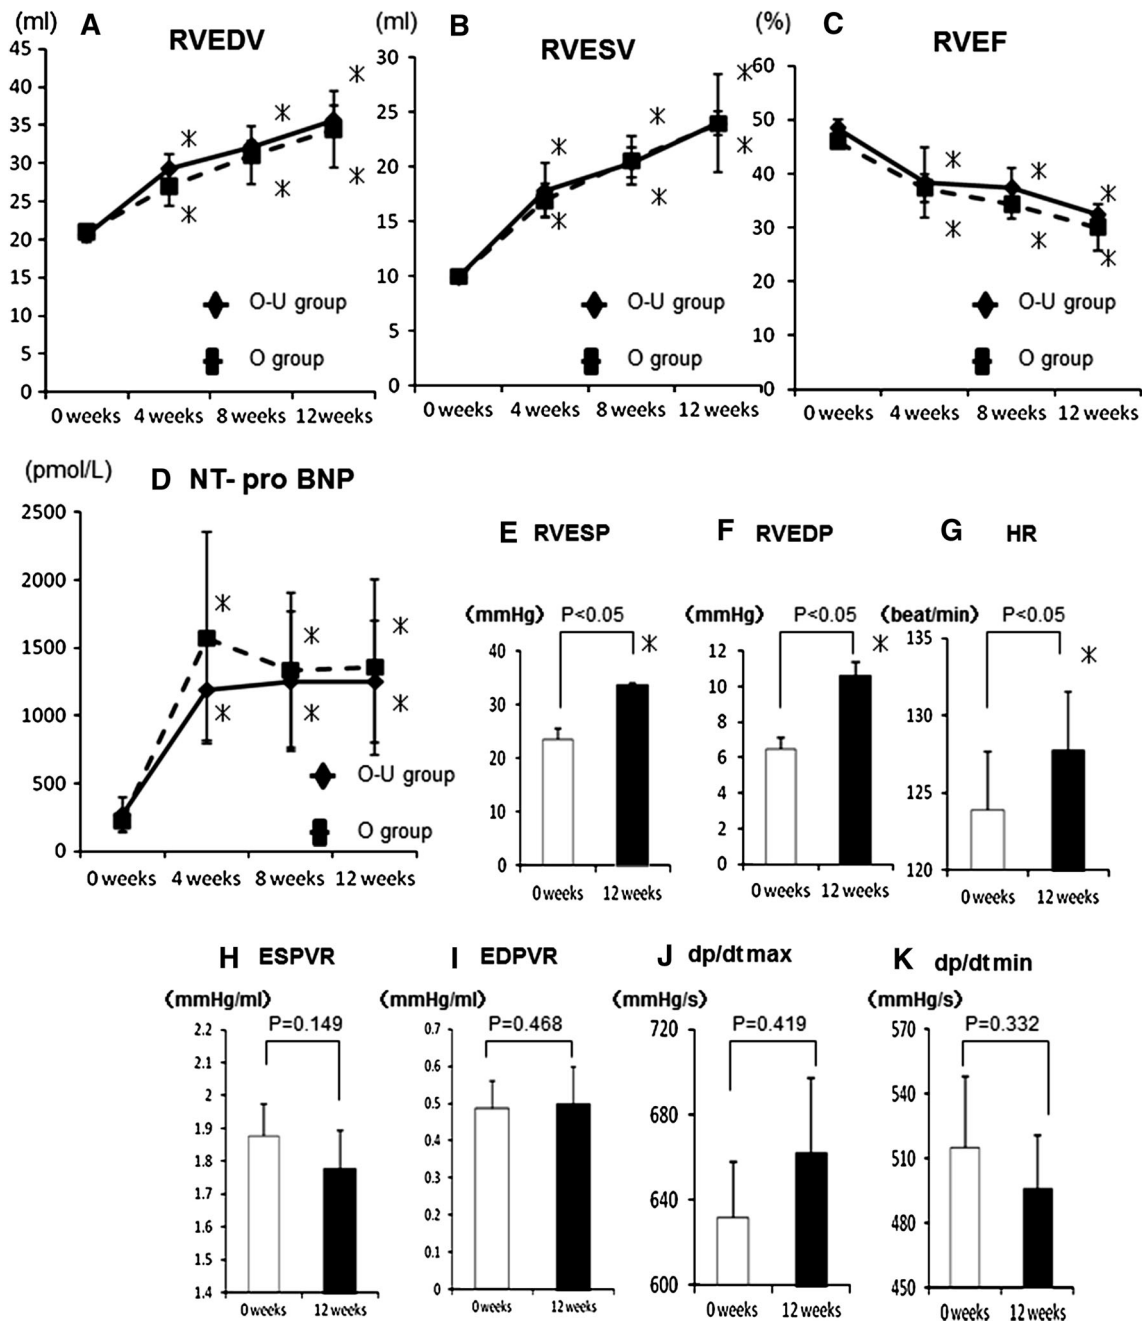 (ml) A RVEDV
45
40
35
30
25
20
15
10
5
0
O-U group
O group
0 weeks 4 weeks 8 weeks 12weeks
(ml) B RVESV
30
25
20
15
10
5
0
O-U group
O group
0 weeks 4 weeks 8 weeks 12 weeks
(%) C RVEF
60
50
40
30
20
10
0
O-U group
O group
0 weeks 4 weeks 8 weeks 12 weeks
(pmol/L) D NT- pro BNP
2500
2000
1500
1000
500
0
O-U group
O group
0 weeks 4 weeks 8 weeks 12 weeks
E RVESP
(mmHg) P<0.05
40
30
20
10
0
0 weeks 12 weeks
F RVEDP
(mmHg) P<0.05
12
10
8
6
4
2
0
0 weeks 12 weeks
G HR
(beat/min) P<0.05
135
130
125
120
0 weeks 12 weeks
H ESPVR
(mmHg/ml)
P=0.149
2.2
2.1
2
1.9
1.8
1.7
1.6
1.5
1.4
0 weeks 12 weeks
I EDPVR
(mmHg/ml)
P=0.468
0.7
0.6
0.5
0.4
0.3
0.2
0.1
0
0 weeks 12 weeks
J dp/dt max
(mmHg/s)
P=0.419
720
680
640
600
0 weeks 12 weeks
K dp/dt min
(mmHg/s)
P=0.332
570
540
510
480
450
0 weeks 12 weeks